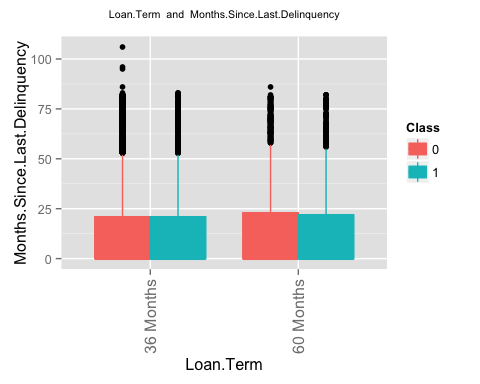 Loan.Term and Months.Since.Last.Delinquency
Months.Since.Last.Delinquency
100
75
50
25
0
36 Months
60 Months
Loan.Term
Class
0
1